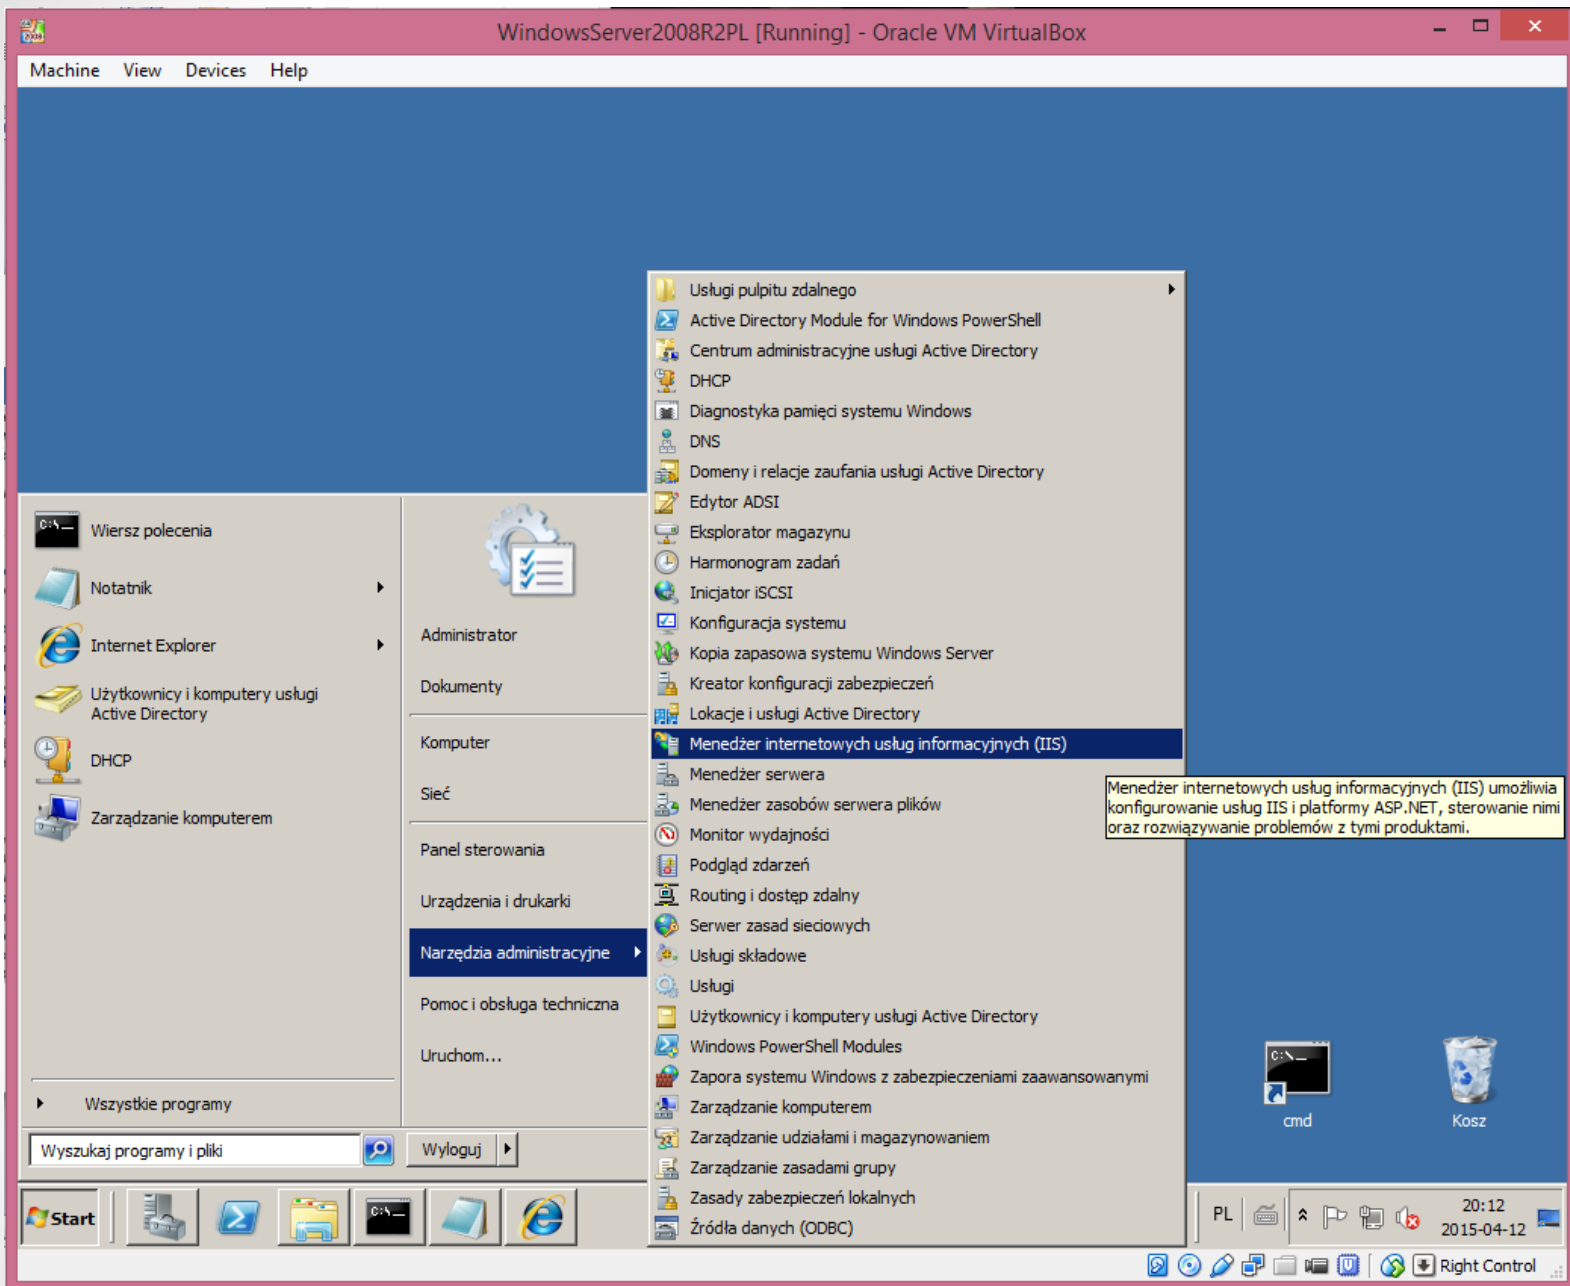 WindowsServer2008R2PL [Running] - Oracle VM VirtualBox
Machine View Devices Help
Usługi pulpitu zdalnego
Active Directory Module for Windows PowerShell
Centrum administracyjne usługi Active Directory
DHCP
Diagnostyka pamięci systemu Windows
DNS
Domeny i relacje zaufania usługi Active Directory
Edytor ADSI
Eksplorator magazynu
Harmonogram zadań
Inicjator iSCSI
Konfiguracja systemu
Kopia zapasowa systemu Windows Server
Kreator konfiguracji zabezpieczeń
Lokacje i usługi Active Directory
Menedżer internetowych usług informacyjnych (IIS)
Menedżer serwera
Menedżer zasobów serwera plików
Monitor wydajności
Podgląd zdarzeń
Routing i dostęp zdalny
Serwer zasad sieciowych
Usługi składowe
Usługi
Użytkownicy i komputery usługi Active Directory
Windows PowerShell Modules
Zapora systemu Windows z zabezpieczeniami zaawansowanymi
Zarządzanie komputerem
Zarządzanie udziałami i magazynowaniem
Zarządzanie zasadami grupy
Zasady zabezpieczeń lokalnych
Źródła danych (ODBC)
Menedżer internetowych usług informacyjnych (IIS) umożliwia
konfigurowanie usług IIS i platformy ASP.NET, sterowanie nimi
oraz rozwiązywanie problemów z tymi produktami.
Wiersz polecenia
Notatnik
Internet Explorer
Użytkownicy i komputery usługi
Active Directory
DHCP
Zarządzanie komputerem
Wszystkie programy
Wyszukaj programy i pliki
Administrator
Dokumenty
Komputer
Sieć
Panel sterowania
Urządzenia i drukarki
Narzędzia administracyjne
Pomoc i obsługa techniczna
Uruchom...
Wyloguj
cmd
Kosz
Start
PL
20:12
2015-04-12
Right Control